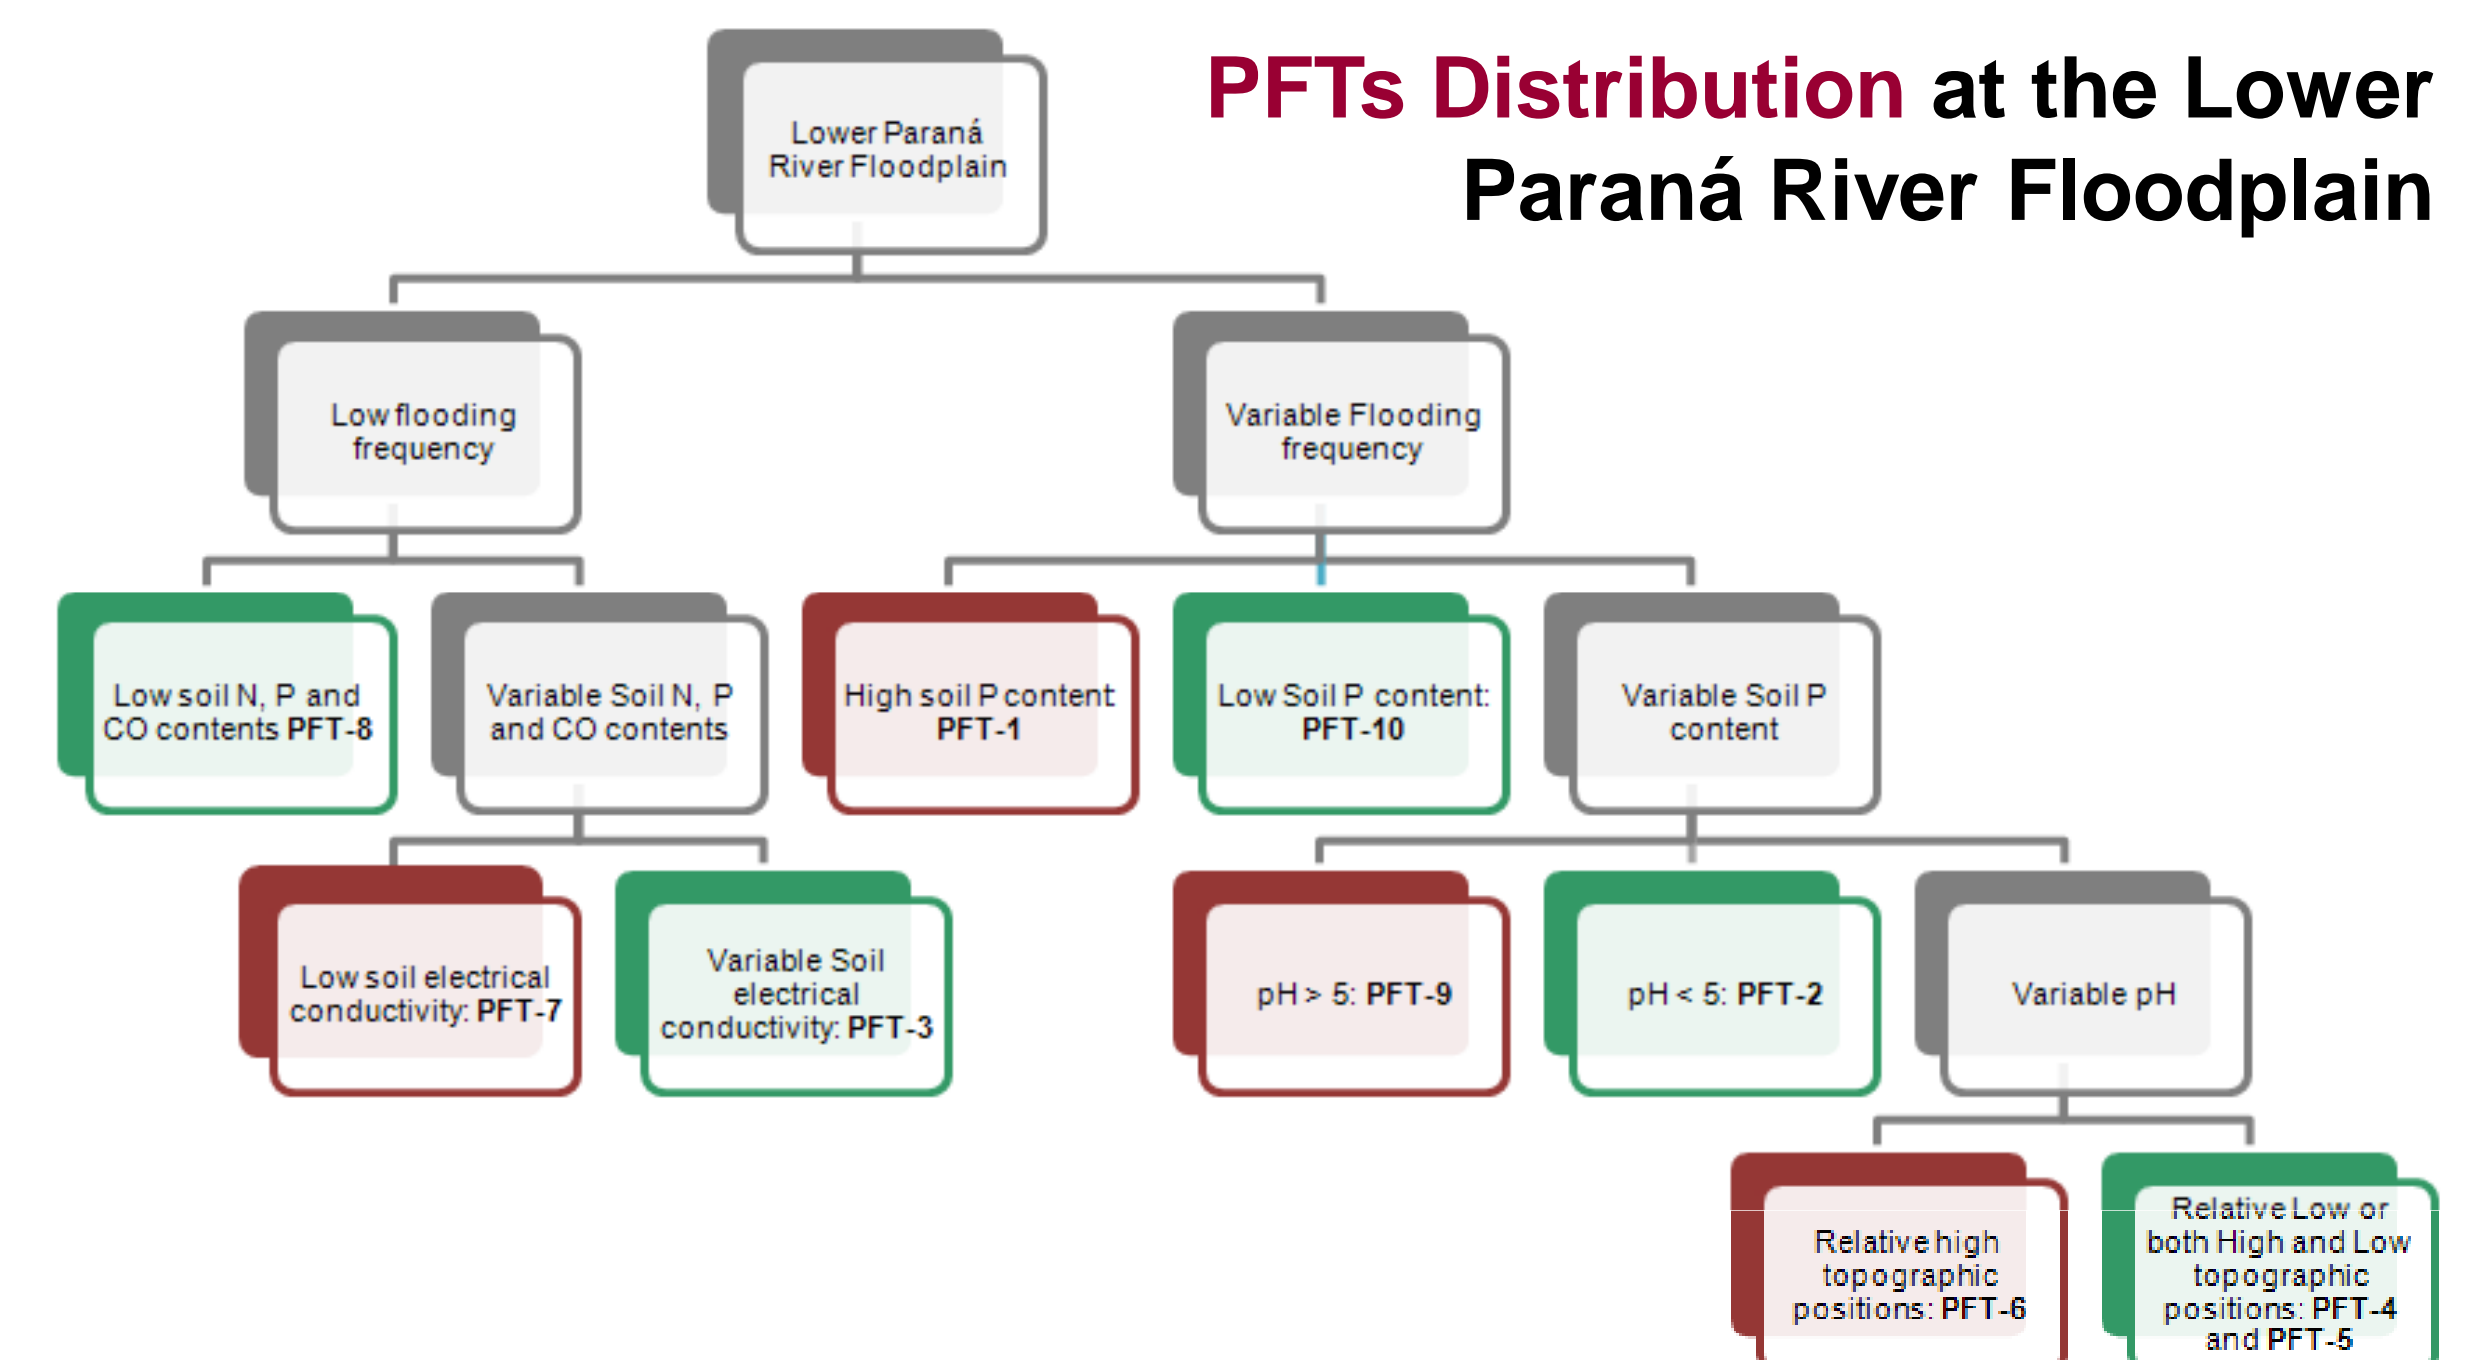 PFTs Distribution at the Lower
Paraná River Floodplain
Lower Paraná
River Floodplain
Low flooding
frequency
Variable Flooding
frequency
Low soil N, P and
CO contents PFT-8
Variable Soil N, P
and CO contents
High soil P content
PFT-1
Low Soil P content:
PFT-10
Variable Soil P
content
Low soil electrical
conductivity: PFT-7
Variable Soil
electrical
conductivity: PFT-3
pH > 5: PFT-9
pH < 5: PFT-2
Variable pH
Relative high
topographic
positions: PFT-6
Relative Low or
both High and Low
topographic
positions: PFT-4
and PFT-5